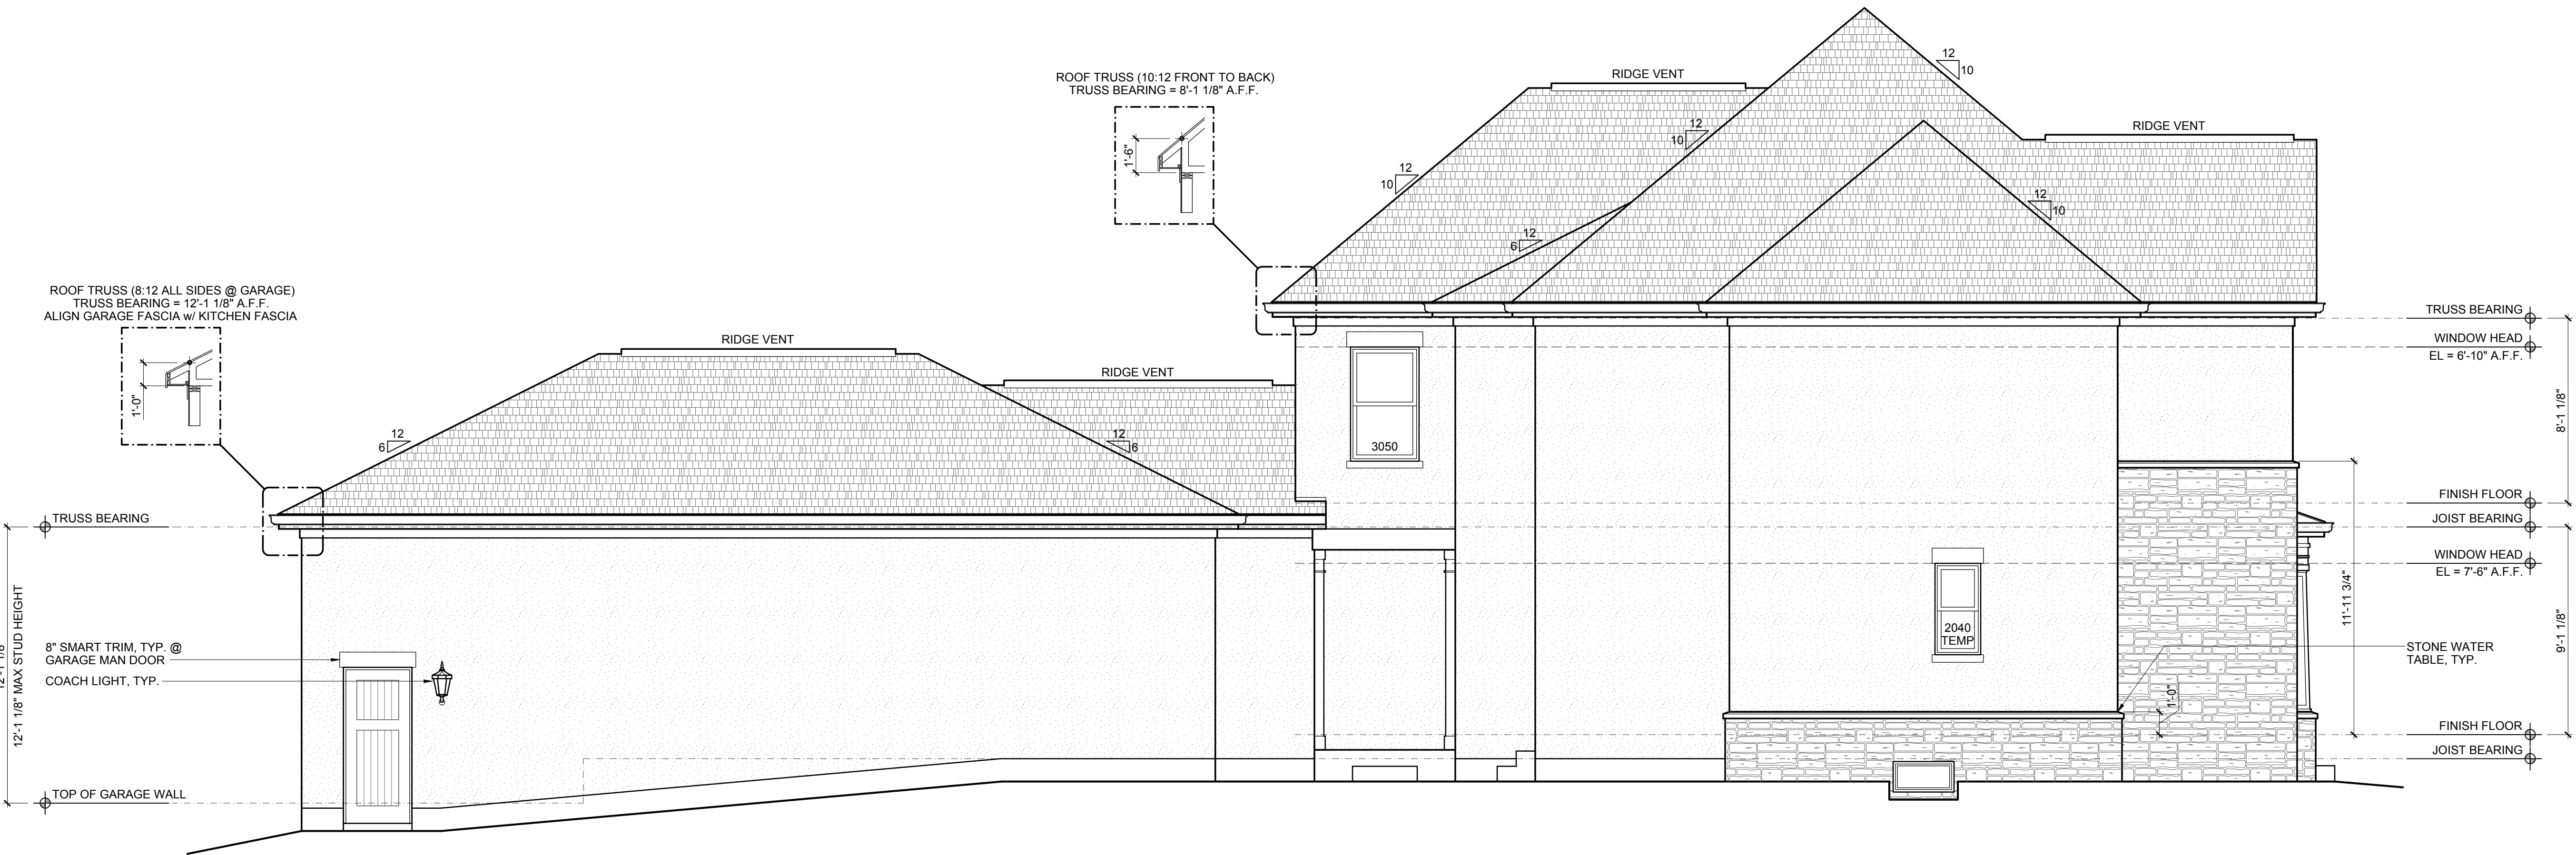 ROOF TRUSS (10:12 FRONT TO BACK)
TRUSS BEARING = 8'-1 1/8" A.F.F.
1'-6"
RIDGE VENT
12
10
RIDGE VENT
12
10
12
10
12
10
12
6
ROOF TRUSS (8:12 ALL SIDES @ GARAGE)
TRUSS BEARING = 12'-1 1/8" A.F.F.
ALIGN GARAGE FASCIA w/ KITCHEN FASCIA
1'-0"
RIDGE VENT
RIDGE VENT
12
6
12
6
3050
TRUSS BEARING
WINDOW HEAD
EL = 6'-10" A.F.F.
8'-1 1/8"
FINISH FLOOR
JOIST BEARING
WINDOW HEAD
EL = 7'-6" A.F.F.
11'-11 3/4"
9'-1 1/8"
2040
TEMP
STONE WATER
TABLE, TYP.
1'-0"
FINISH FLOOR
JOIST BEARING
TRUSS BEARING
12'-1 1/8"
12'-1 1/8" MAX STUD HEIGHT
8" SMART TRIM, TYP. @
GARAGE MAN DOOR
COACH LIGHT, TYP.
TOP OF GARAGE WALL